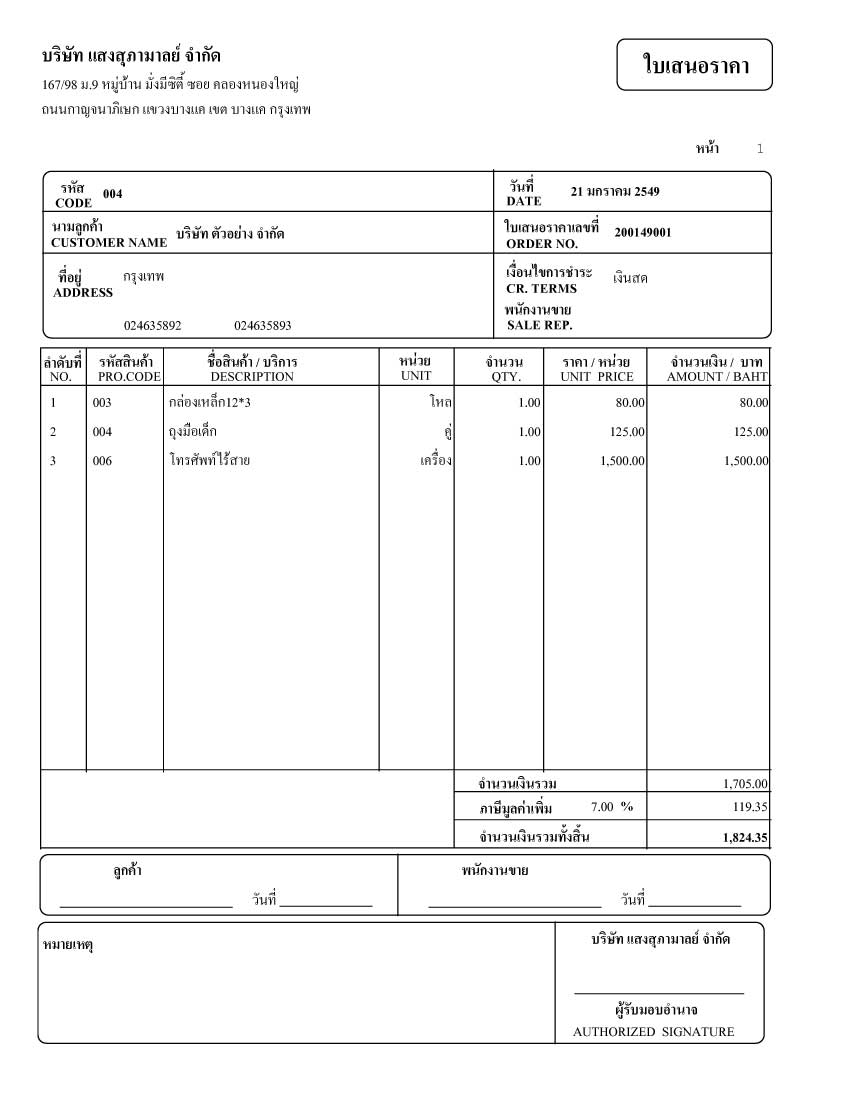 บริษัท แสงสุภามาลย์ จำกัด
ใบเสนอราคา
167/98 ม.9 หมู่บ้าน มั่งมีซิตี้ ซอย คลองหนองใหญ่
ถนนกาญจนาภิเษก แขวงบางแค เขต บางแค กรุงเทพ
หน้า 1
รหัส 004 วันที่ 21 มกราคม 2549
CODE DATE
นามลูกค้า บริษัท ตัวอย่าง จำกัด ใบเสนอราคาเลขที่ 200149001
CUSTOMER NAME ORDER NO.
ที่อยู่ กรุงเทพ เงื่อนไขการชำระ เงินสด
ADDRESS CR. TERMS
พนักงานขาย
024635892 024635893 SALE REP.
ลำดับที่ รหัสสินค้า ชื่อสินค้า / บริการ หน่วย จำนวน ราคา / หน่วย จำนวนเงิน / บาท
NO. PRO.CODE DESCRIPTION UNIT QTY. UNIT PRICE AMOUNT / BAHT
1 003 กล่องเหล็ก12*3 โหล 1.00 80.00 80.00
2 004 ถุงมือเด็ก คู่ 1.00 125.00 125.00
3 006 โทรศัพท์ไร้สาย เครื่อง 1.00 1,500.00 1,500.00
จำนวนเงินรวม 1,705.00
ภาษีมูลค่าเพิ่ม 7.00 % 119.35
จำนวนเงินรวมทั้งสิ้น 1,824.35
ลูกค้า พนักงานขาย
วันที่ วันที่
หมายเหตุ บริษัท แสงสุภามาลย์ จำกัด
ผู้รับมอบอำนาจ
AUTHORIZED SIGNATURE